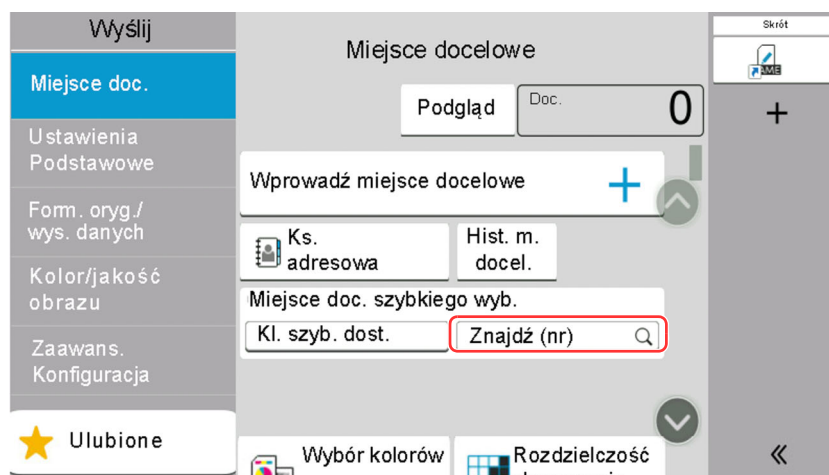 Wyślij
Miejsce doc.
Ustawienia
Podstawowe
Form. oryg./
wys. danych
Kolor/jakość
obrazu
Zaawans.
Konfiguracja
Ulubione
Miejsce docelowe
Podgląd
Doc.
0
Wprowadź miejsce docelowe
Ks.
adresowa
Hist. m.
docel.
Miejsce doc. szybkiego wyb.
Kl. szyb. dost.
Znajdź (nr)
Wybór kolorów
Rozdzielczość
Skrót
AME